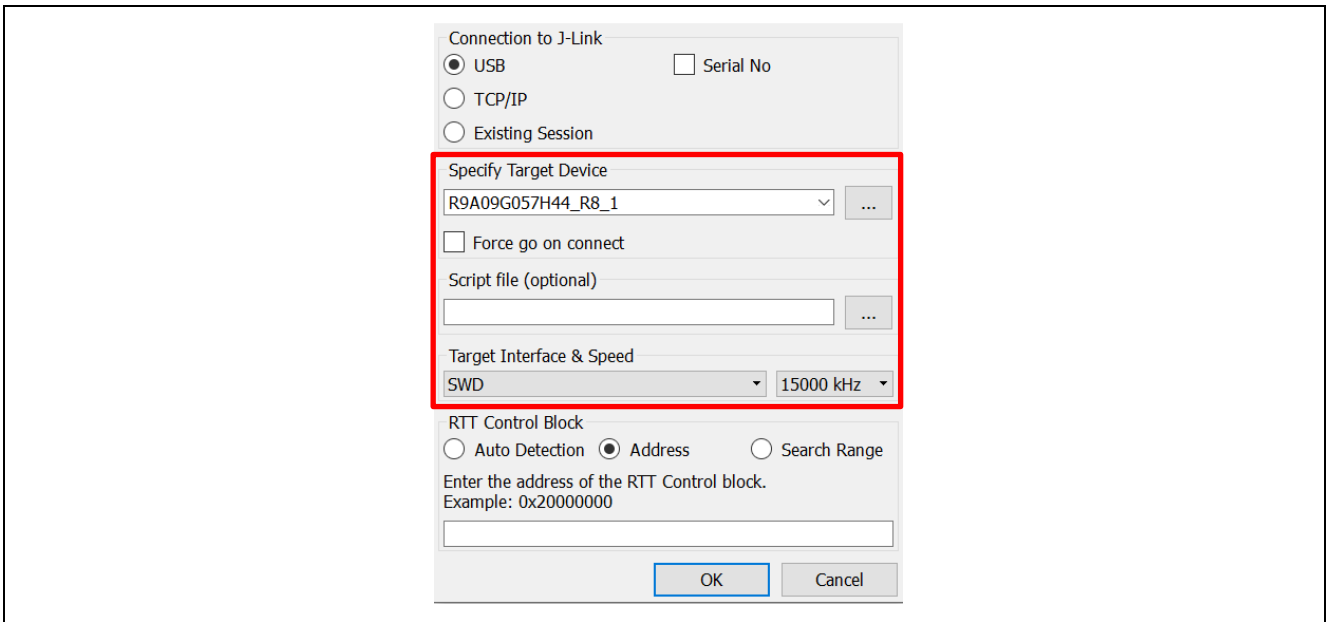 Connection to J-Link
USB Serial No
TCP/IP
Existing Session
Specify Target Device
R9A09G057H44_R8_1 ...
Force go on connect
Script file (optional)
...
Target Interface & Speed
SWD 15000 kHz
RTT Control Block
Auto Detection Address Search Range
Enter the address of the RTT Control block.
Example: 0x20000000
OK Cancel